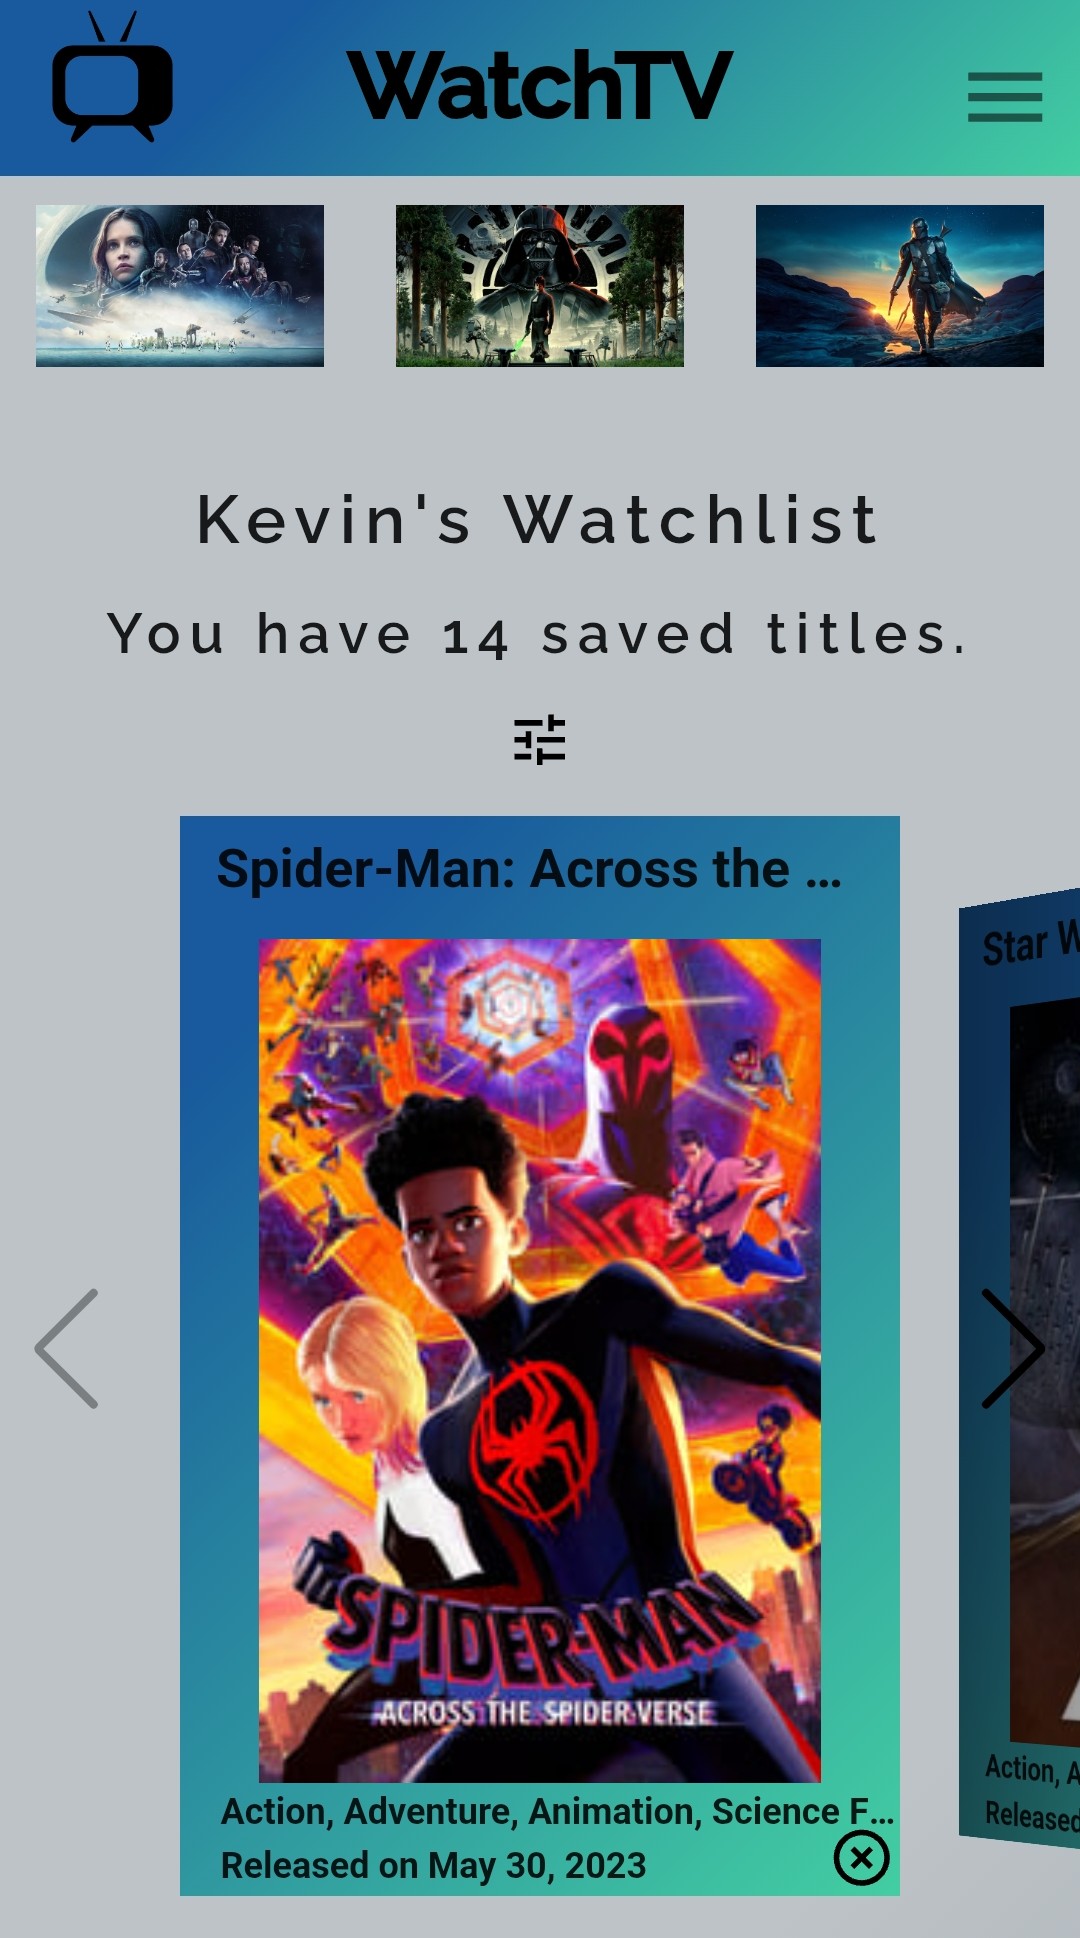 WatchTV
Kevin's Watchlist
You have 14 saved titles.
Spider-Man: Across the ...
Star W
SPIDER-MAN
ACROSS THE SPIDER-VERSE
Action, Adventure, Animation, Science F...
Released on May 30, 2023
Action, A
Released